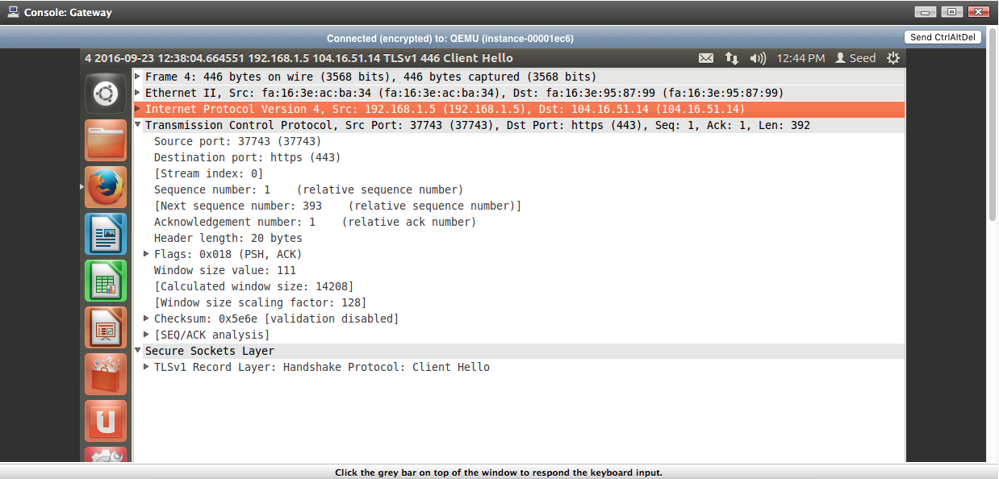 Console: Gateway
Connected (encrypted) to: QEMU (instance-00001ec6)
Send CtrlAltDel
4 2016-09-23 12:38:04.664551 192.168.1.5 104.16.51.14 TLSv1 446 Client Hello
12:44 PM Seed
Frame 4: 446 bytes on wire (3568 bits), 446 bytes captured (3568 bits)
Ethernet II, Src: fa:16:3e:ac:ba:34 (fa:16:3e:ac:ba:34), Dst: fa:16:3e:95:87:99 (fa:16:3e:95:87:99)
Internet Protocol Version 4, Src: 192.168.1.5 (192.168.1.5), Dst: 104.16.51.14 (104.16.51.14)
Transmission Control Protocol, Src Port: 37743 (37743), Dst Port: https (443), Seq: 1, Ack: 1, Len: 392
Source port: 37743 (37743)
Destination port: https (443)
[Stream index: 0]
Sequence number: 1    (relative sequence number)
[Next sequence number: 393    (relative sequence number)]
Acknowledgement number: 1    (relative ack number)
Header length: 20 bytes
Flags: 0x018 (PSH, ACK)
Window size value: 111
[Calculated window size: 14208]
[Window size scaling factor: 128]
Checksum: 0x5e6e [validation disabled]
[SEQ/ACK analysis]
Secure Sockets Layer
TLSv1 Record Layer: Handshake Protocol: Client Hello
Click the grey bar on top of the window to respond the keyboard input.